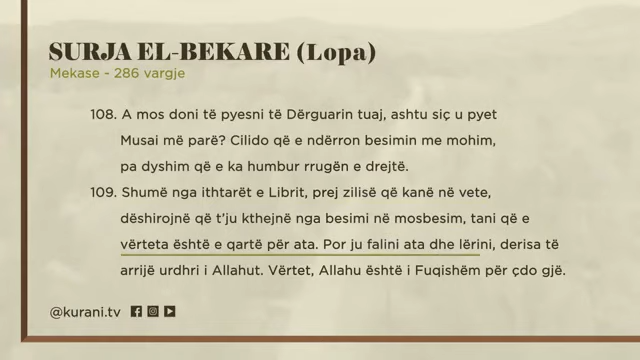 SURJA EL-BEKARE (Lopa)
Mekase - 286 vargje
108. A mos doni të pyesni të Dërguarin tuaj, ashtu siç u pyet
Musai më parë? Cilido që e ndërron besimin me mohim,
pa dyshim që e ka humbur rrugën e drejtë.
109. Shumë nga ithtarët e Librit, prej zilisë që kanë në vete,
dëshirojnë që t'ju kthejnë nga besimi në mosbesim, tani që e
vërteta është e qartë për ata. Por ju falini ata dhe lërini, derisa të
arrijë urdhri i Allahut. Vërtet, Allahu është i Fuqishëm për çdo gjë.
@kurani.tv